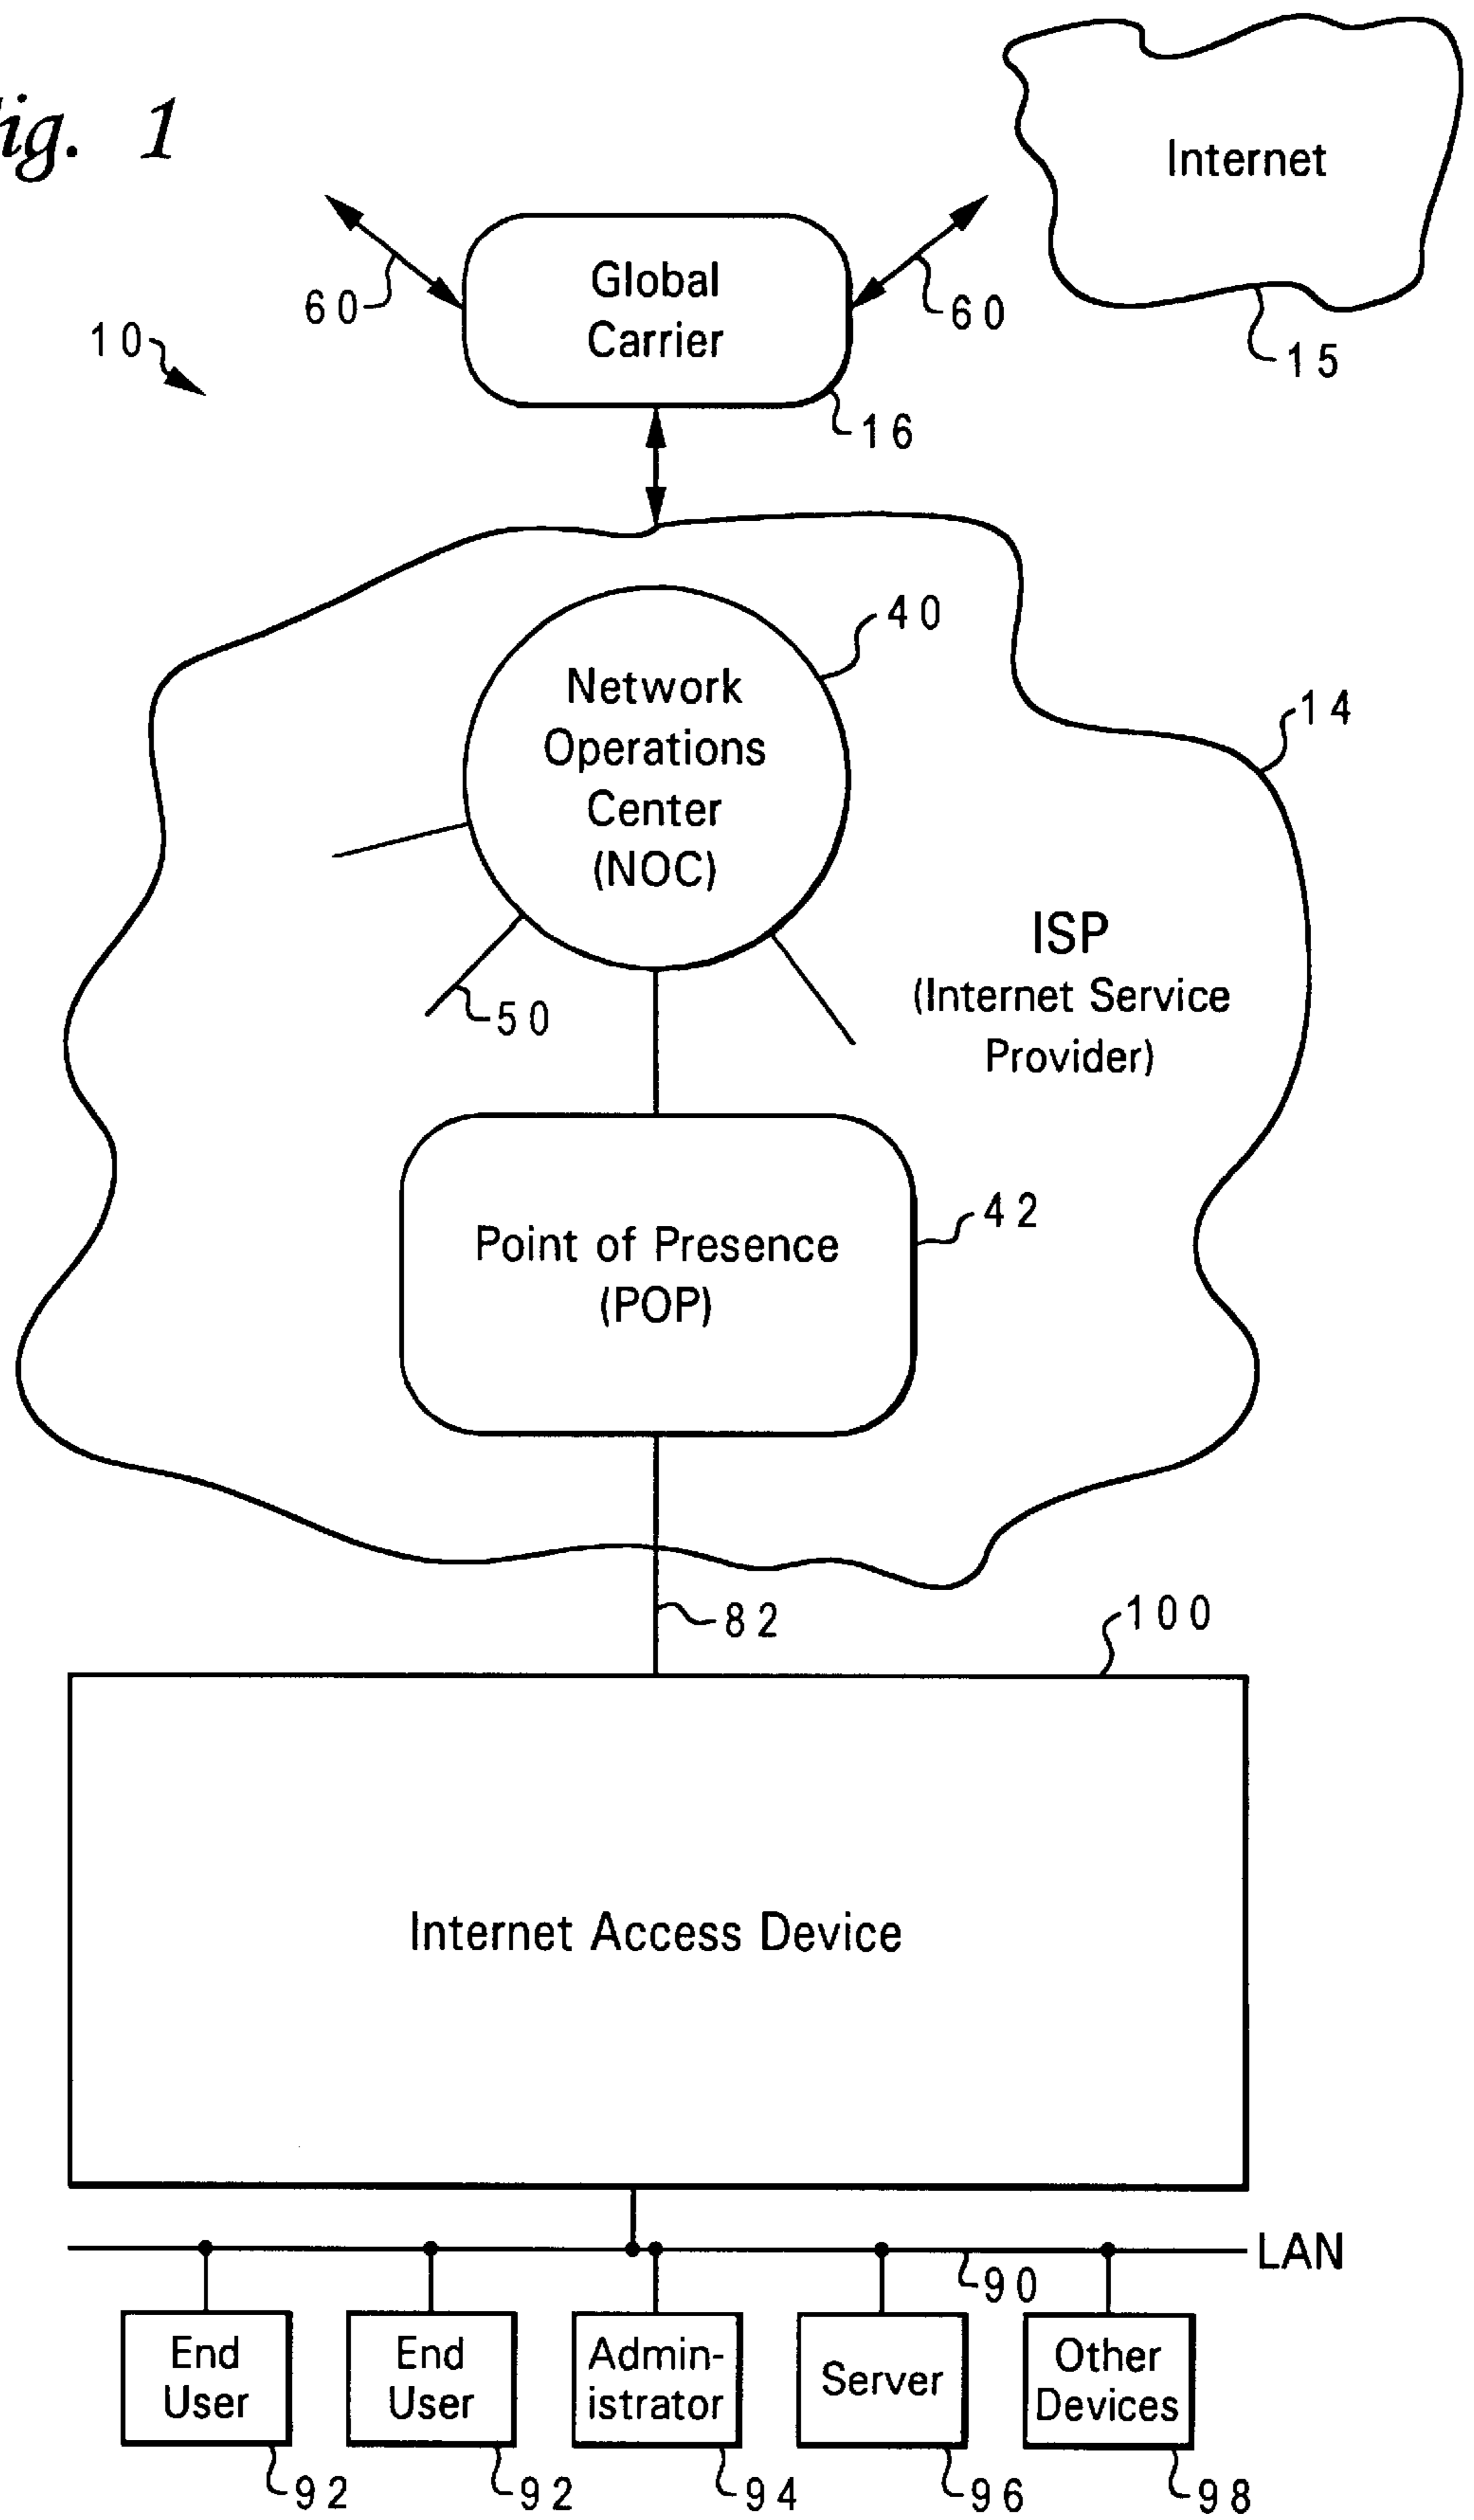 ig. 1
Internet
Global
Carrier
60
60
10
15
16
40
Network
Operations
Center
(NOC)
14
ISP
(Internet Service
Provider)
50
42
Point of Presence
(POP)
82
100
Internet Access Device
LAN
90
End
User
End
User
Admin-
istrator
Server
Other
Devices
92
92
94
96
98